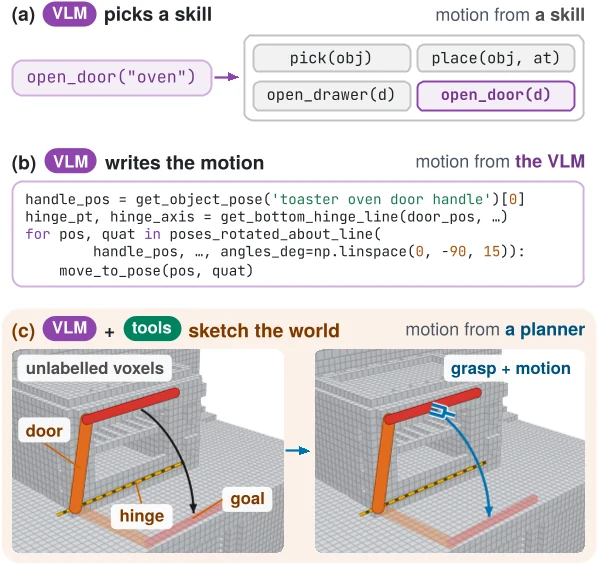 (a) VLM picks a skill motion from a skill
open_door("oven")
pick(obj) place(obj, at)
open_drawer(d) open_door(d)
(b) VLM writes the motion motion from the VLM
handle_pos = get_object_pose('toaster oven door handle')[0]
hinge_pt, hinge_axis = get_bottom_hinge_line(door_pos, …)
for pos, quat in poses_rotated_about_line(
handle_pos, …, angles_deg=np.linspace(0, -90, 15)):
move_to_pose(pos, quat)
(c) VLM + tools sketch the world motion from a planner
unlabelled voxels
door
hinge
goal
grasp + motion